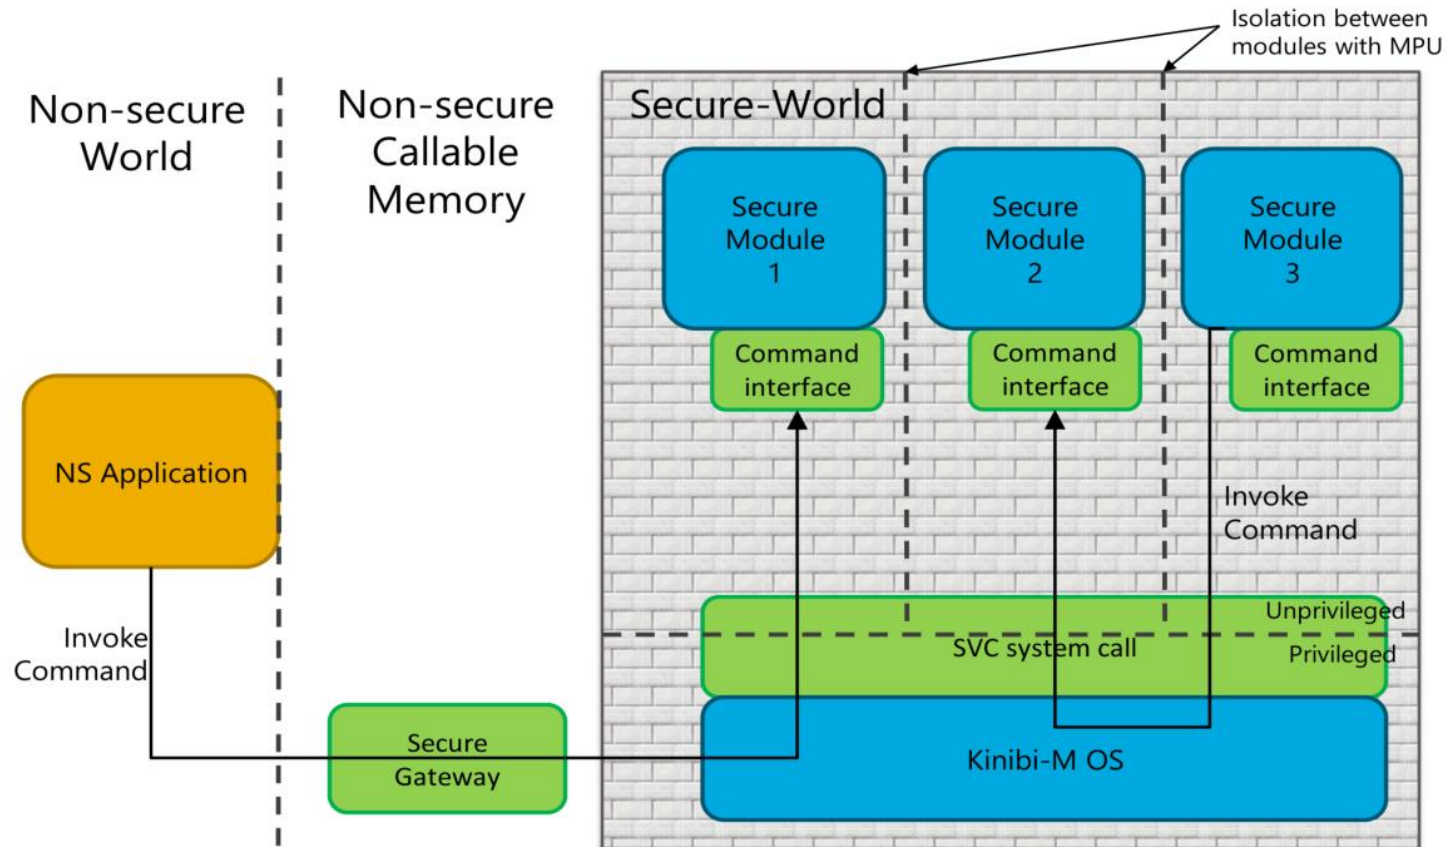 Isolation between
modules with MPU
Non-secure
World
Non-secure
Callable
Memory
Secure-World
Secure
Module
1
Secure
Module
2
Secure
Module
3
Command
interface
Command
interface
Command
interface
NS Application
Invoke
Command
Invoke
Command
Unprivileged
SVC system call
Privileged
Secure
Gateway
Kinibi-M OS